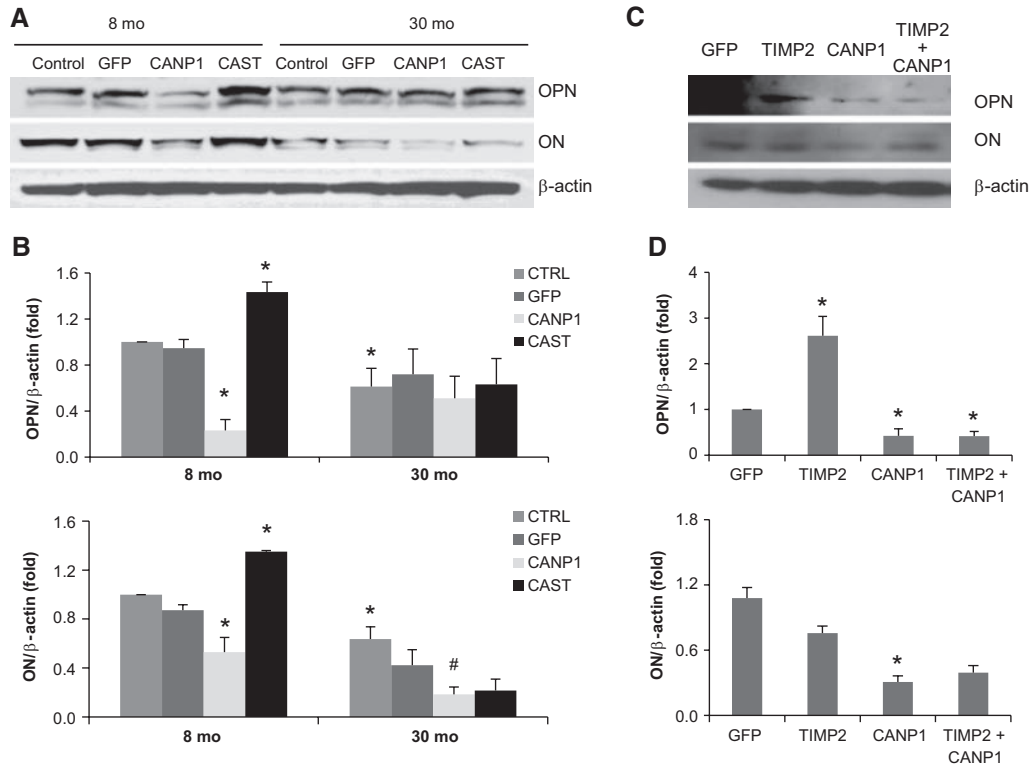 A
8 mo 30 mo
Control GFP CANP1 CAST Control GFP CANP1 CAST
OPN
ON
β-actin
C
GFP TIMP2 CANP1 TIMP2
+
CANP1
OPN
ON
β-actin
B
OPN/β-actin (fold)
1.6
1.2
0.8
0.4
0.0
* * *
8 mo 30 mo
CTRL
GFP
CANP1
CAST
ON/β-actin (fold)
1.6
1.2
0.8
0.4
0.0
* * * #
8 mo 30 mo
CTRL
GFP
CANP1
CAST
D
OPN/β-actin (fold)
4
3
2
1
0
* * *
GFP TIMP2 CANP1 TIMP2 +
CANP1
ON/β-actin (fold)
1.8
1.2
0.6
0.0
*
GFP TIMP2 CANP1 TIMP2 +
CANP1